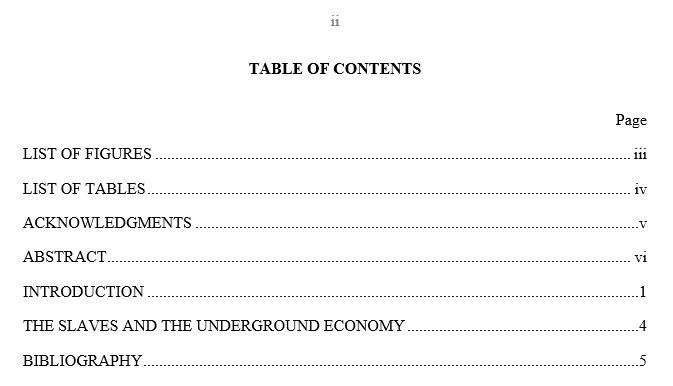 ii
TABLE OF CONTENTS
Page
LIST OF FIGURES ........................................ iii
LIST OF TABLES ........................................ iv
ACKNOWLEDGMENTS ........................................ v
ABSTRACT ........................................ vi
INTRODUCTION ........................................ 1
THE SLAVES AND THE UNDERGROUND ECONOMY ........................................ 4
BIBLIOGRAPHY ........................................ 5